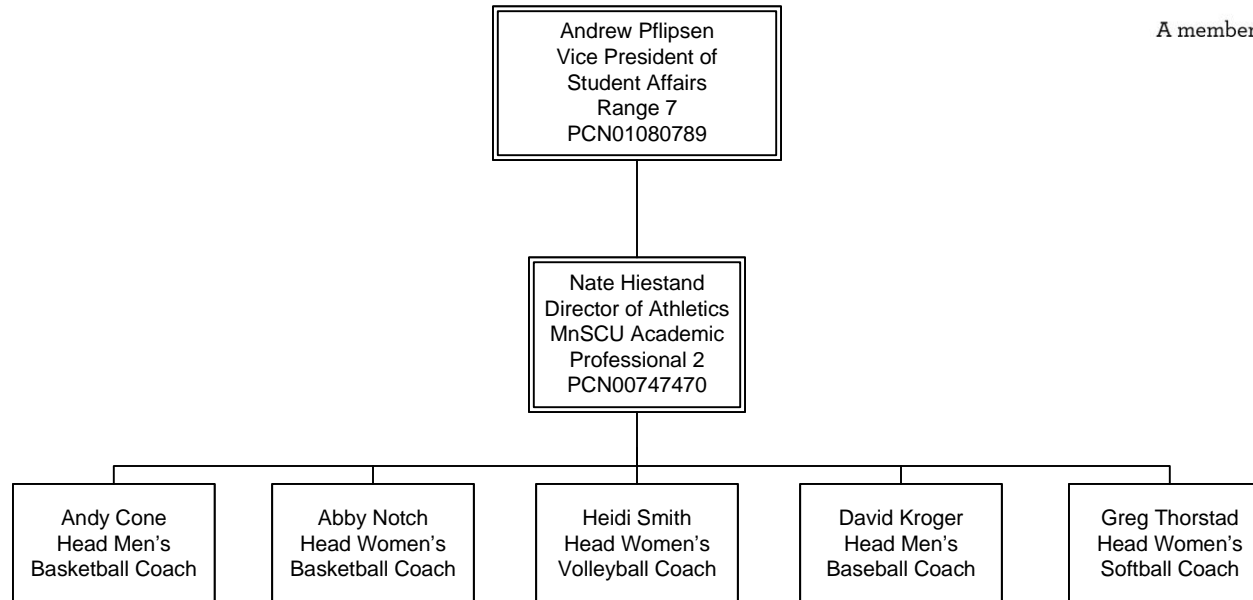 A member
Andrew Pflipsen
Vice President of
Student Affairs
Range 7
PCN01080789
Nate Hiestand
Director of Athletics
MnSCU Academic
Professional 2
PCN00747470
Andy Cone
Head Men's
Basketball Coach
Abby Notch
Head Women's
Basketball Coach
Heidi Smith
Head Women's
Volleyball Coach
David Kroger
Head Men's
Baseball Coach
Greg Thorstad
Head Women's
Softball Coach